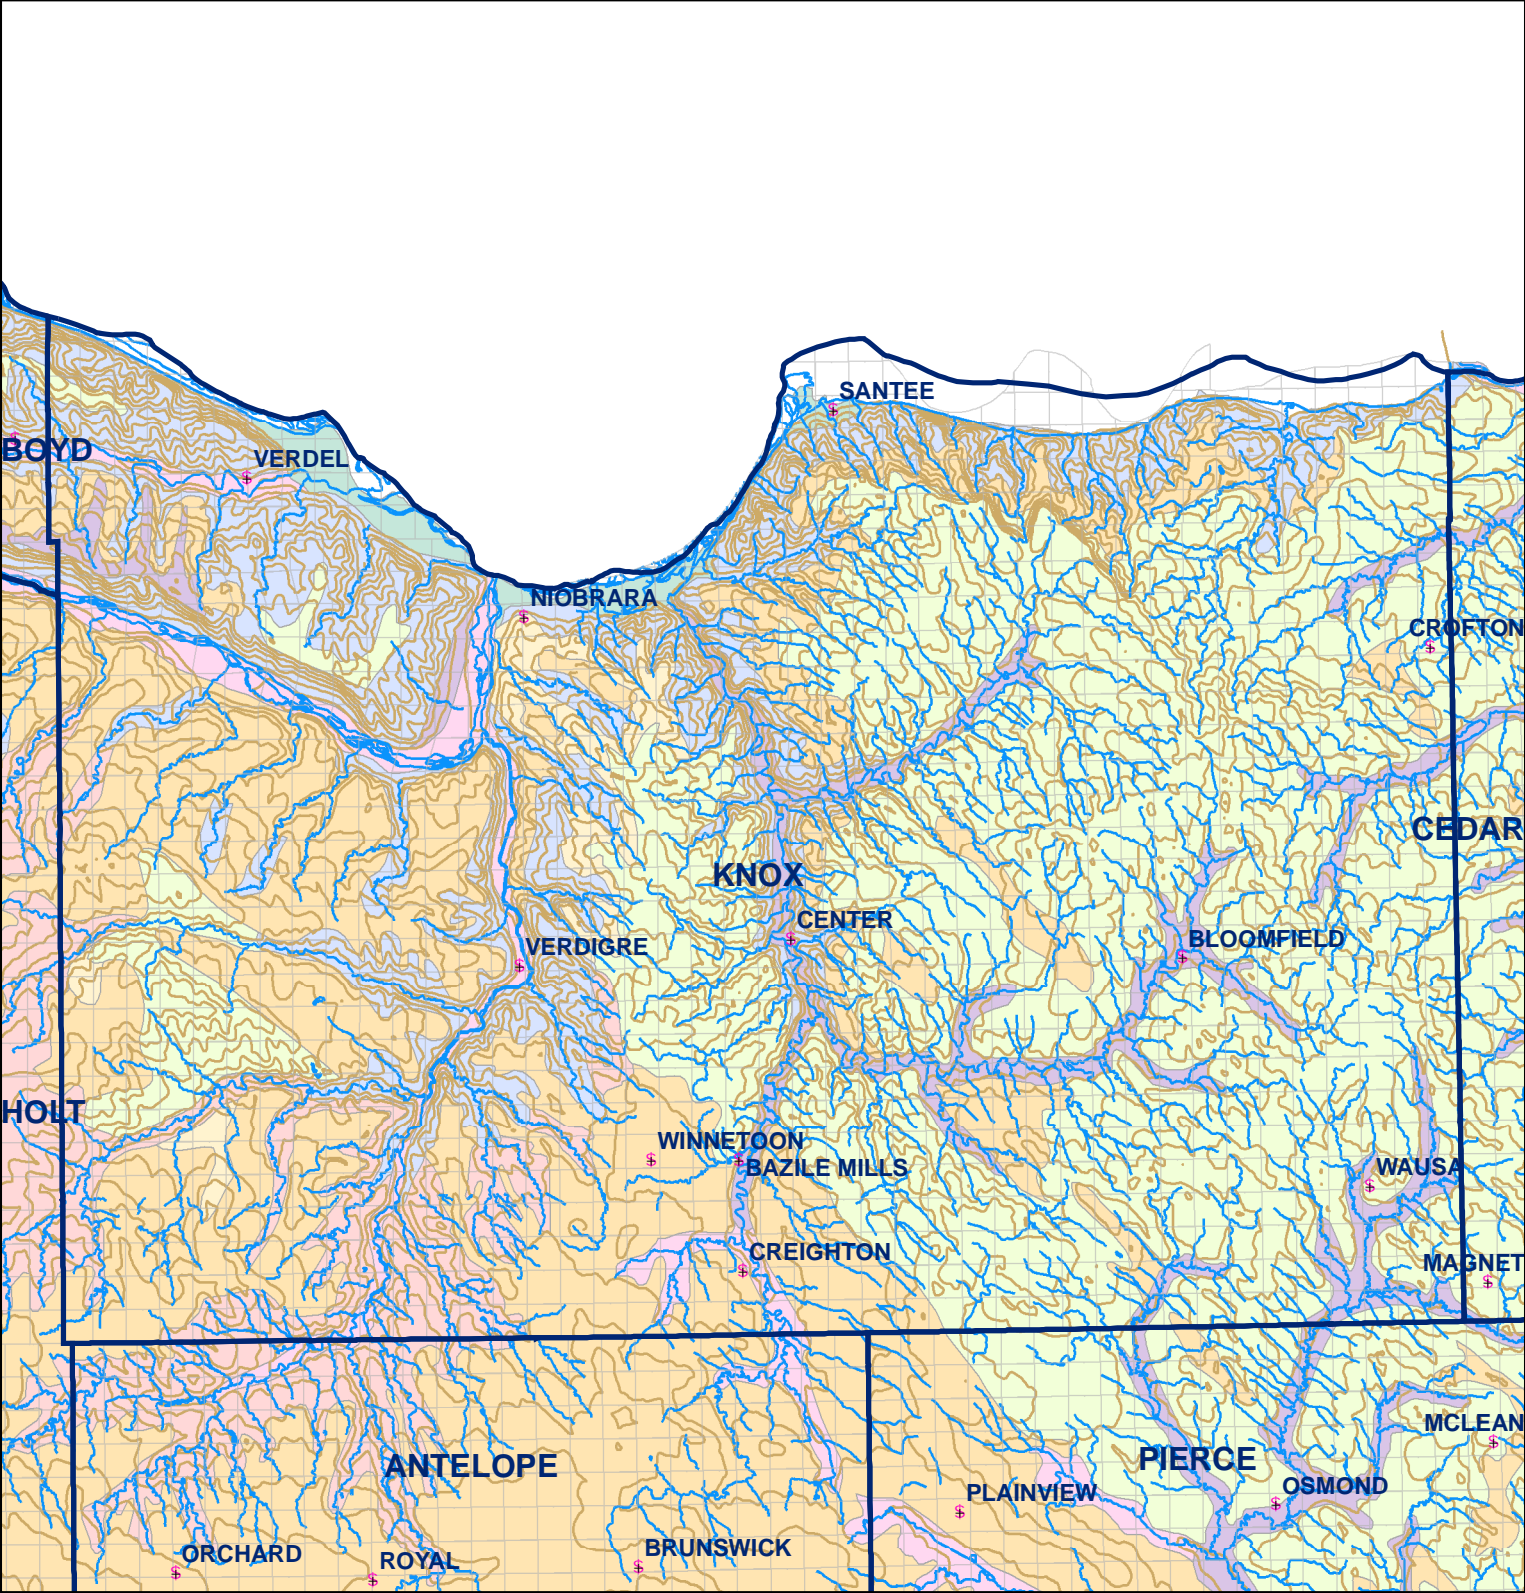 SANTEE
BOYD
VERDEL
NIOBRARA
CROFTON
CEDAR
KNOX
CENTER
BLOOMFIELD
VERDIGRE
HOLT
WINNETOON
BAZILE MILLS
WAUSA
CREIGHTON
MAGNET
MCLEAN
PIERCE
ANTELOPE
OSMOND
PLAINVIEW
BRUNSWICK
ORCHARD
ROYAL